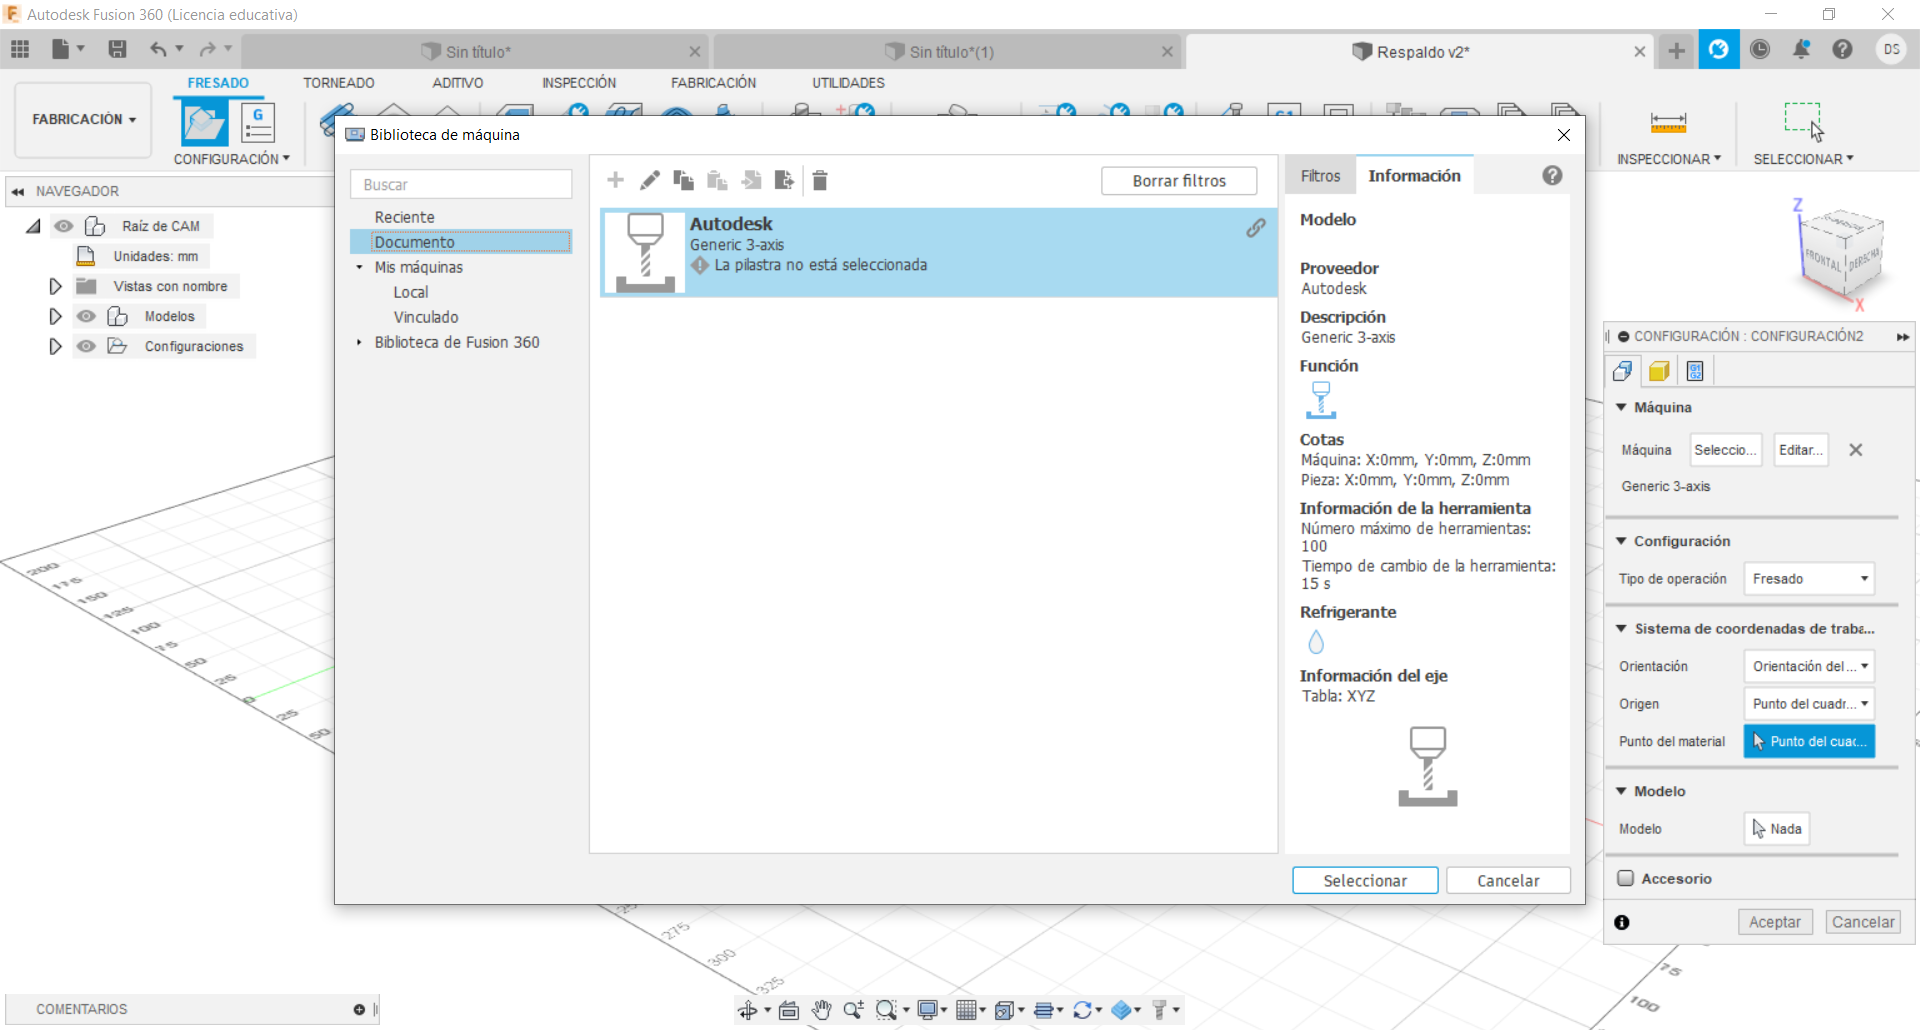 Autodesk Fusion 360 (Licencia educativa)
Sin título*
Sin título*(1)
Respaldo v2*
DS
FRESADO
TORNEADO
ADITIVO
INSPECCIÓN
FABRICACIÓN
UTILIDADES
FABRICACIÓN
G
CONFIGURACIÓN
INSPECCIONAR
SELECCIONAR
NAVEGADOR
Raíz de CAM
Unidades: mm
Vistas con nombre
Modelos
Configuraciones
Biblioteca de máquina
Buscar
Reciente
Documento
Mis máquinas
Local
Vinculado
Biblioteca de Fusion 360
Borrar filtros
Autodesk
Generic 3-axis
La pilastra no está seleccionada
Filtros
Información
Modelo
Proveedor
Autodesk
Descripción
Generic 3-axis
Función
Cotas
Máquina: X:0mm, Y:0mm, Z:0mm
Pieza: X:0mm, Y:0mm, Z:0mm
Información de la herramienta
Número máximo de herramientas:
100
Tiempo de cambio de la herramienta:
15 s
Refrigerante
Información del eje
Tabla: XYZ
Seleccionar
Cancelar
Z
FRONTAL
DERECHA
X
CONFIGURACIÓN : CONFIGURACIÓN2
Máquina
Máquina
Seleccio...
Editar...
Generic 3-axis
Configuración
Tipo de operación
Fresado
Sistema de coordenadas de traba...
Orientación
Orientación del ...
Origen
Punto del cuadr...
Punto del material
Punto del cuac...
Modelo
Modelo
Nada
Accesorio
Aceptar
Cancelar
200
175
150
125
100
75
50
25
0
25
50
275
300
325
75
100
COMENTARIOS